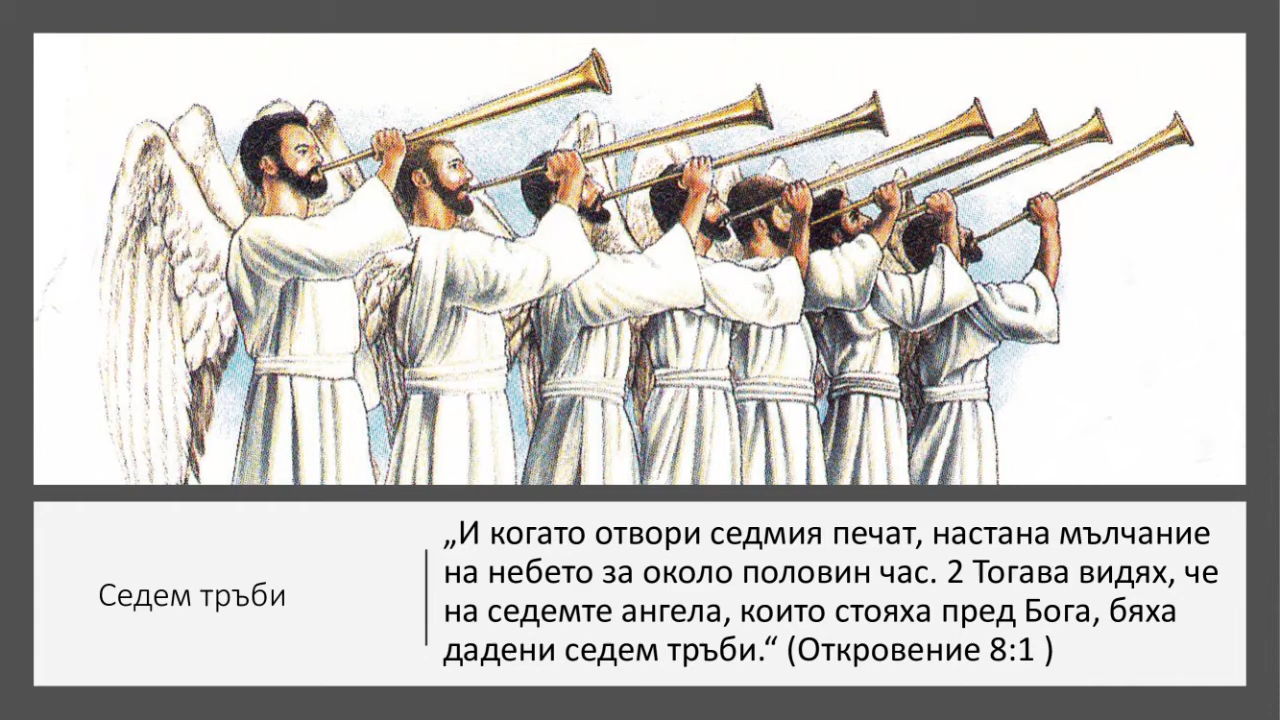 Седем тръби
„И когато отвори седмия печат, настана мълчание
на небето за около половин час. 2 Тогава видях, че
на седемте ангела, които стояха пред Бога, бяха
дадени седем тръби.“ (Откровение 8:1 )